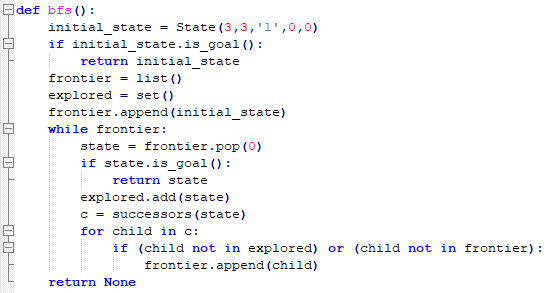 def bfs():
    initial_state = State(3,3,'l',0,0)
    if initial_state.is_goal():
        return initial_state
    frontier = list()
    explored = set()
    frontier.append(initial_state)
    while frontier:
        state = frontier.pop(0)
        if state.is_goal():
            return state
        explored.add(state)
        c = successors(state)
        for child in c:
            if (child not in explored) or (child not in frontier):
                frontier.append(child)
    return None